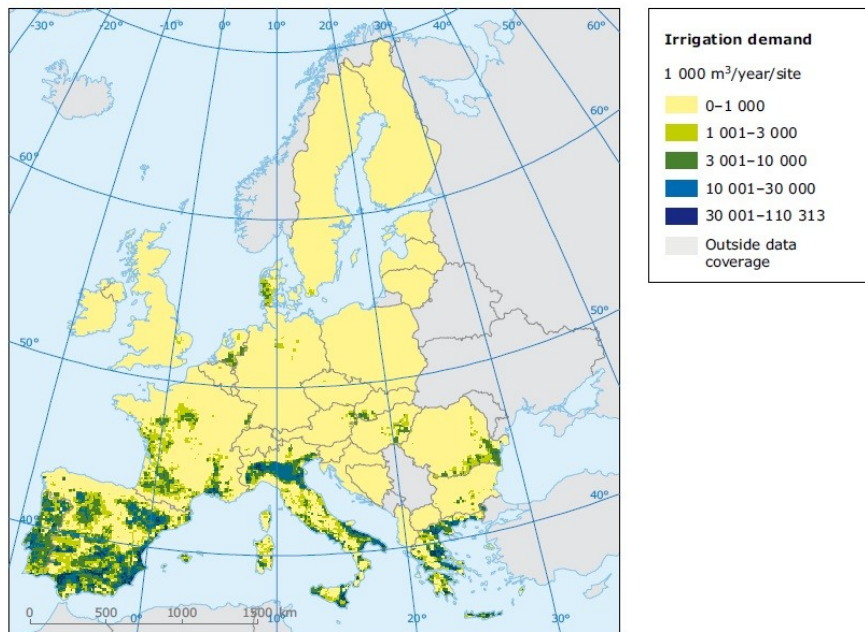 -30° -20° -10° 0° 10° 20° 30° 40° 50° 60°
60°
60°
50°
50°
40°
40°
0 500 1000 1500 km
0° 10° 20° 30°
Irrigation demand
1 000 m³/year/site
0–1 000
1 001–3 000
3 001–10 000
10 001–30 000
30 001–110 313
Outside data
coverage